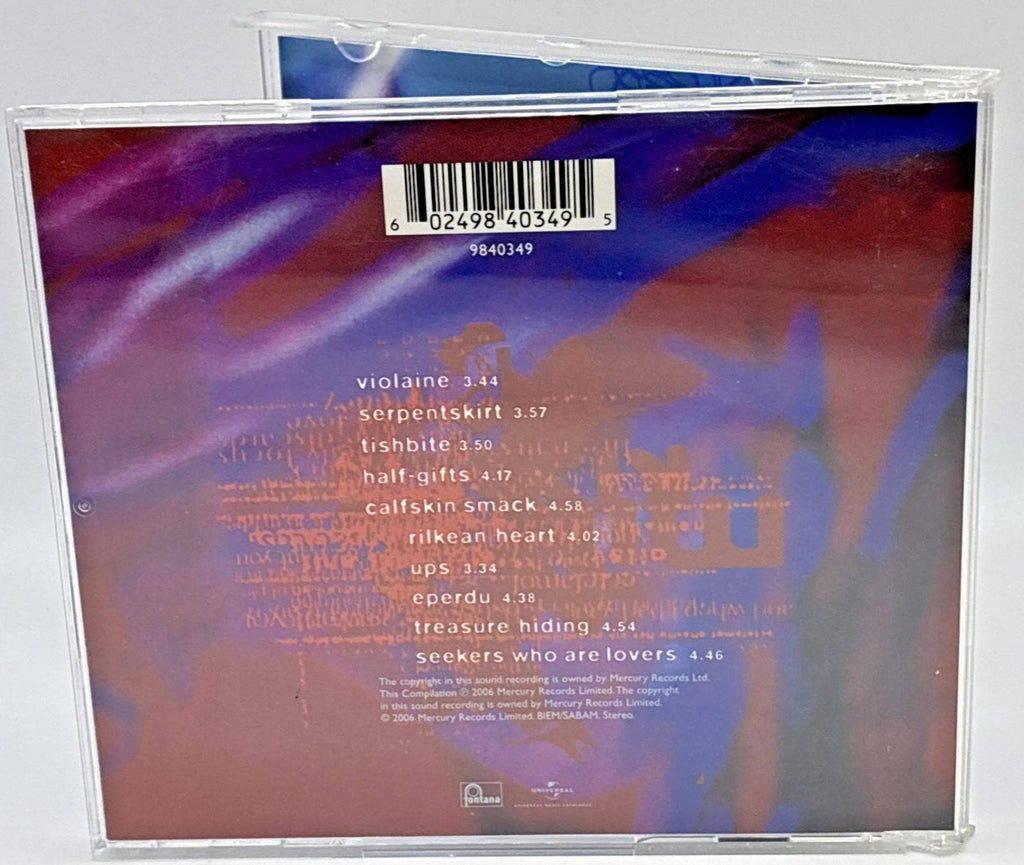 6 02498 40349 5
9840349
violaine 3.44
serpentskirt 3.57
tishbite 3.50
half-gifts 4.17
calfskin smack 4.58
rilkean heart 4.02
ups 3.34
eperdu 4.38
treasure hiding 4.54
seekers who are lovers 4.46
The copyright in this sound recording is owned by Mercury Records Ltd.
This Compilation ℗ 2006 Mercury Records Limited. The copyright
in this sound recording is owned by Mercury Records Limited.
© 2006 Mercury Records Limited. BIEM/SABAM. Stereo.
fontana
UNIVERSAL